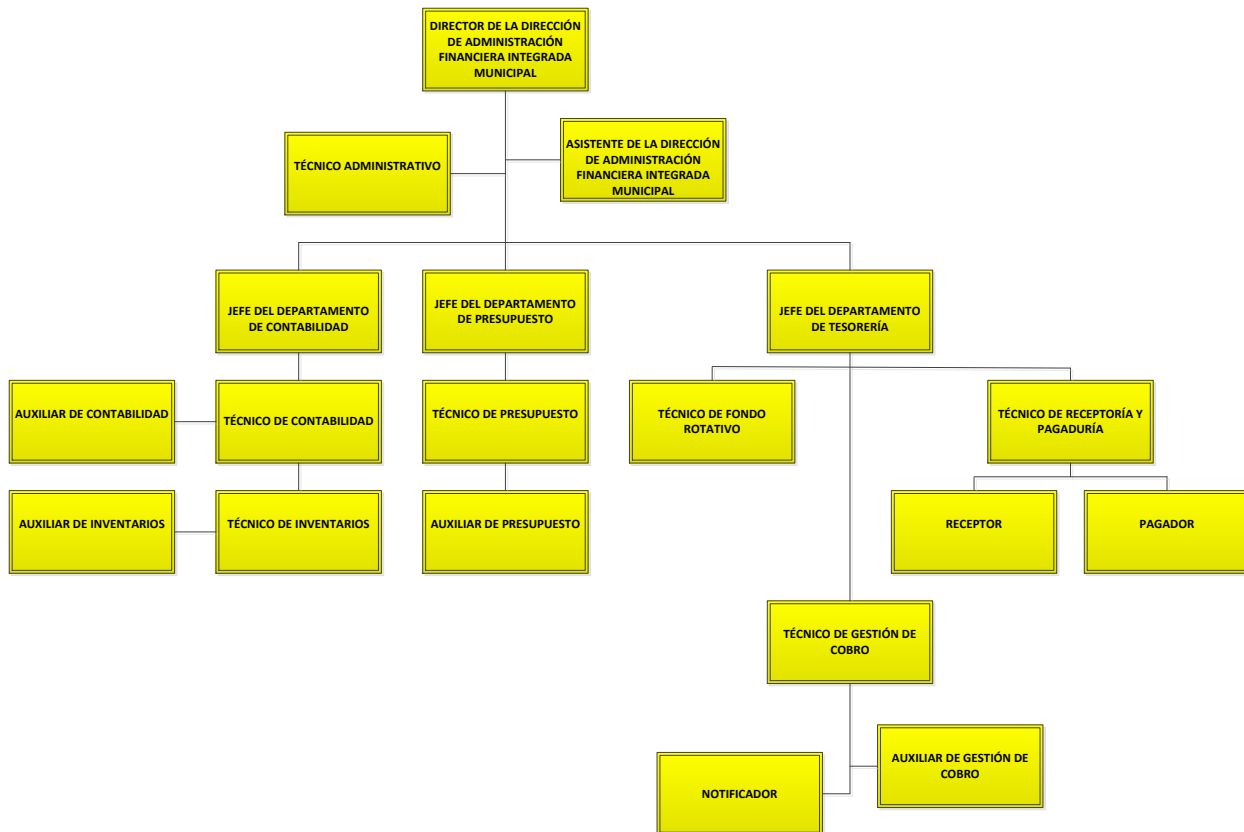 DIRECTOR DE LA DIRECCIÓN
DE ADMINISTRACIÓN
FINANCIERA INTEGRADA
MUNICIPAL
TÉCNICO ADMINISTRATIVO
ASISTENTE DE LA DIRECCIÓN
DE ADMINISTRACIÓN
FINANCIERA INTEGRADA
MUNICIPAL
JEFE DEL DEPARTAMENTO
DE CONTABILIDAD
JEFE DEL DEPARTAMENTO
DE PRESUPUESTO
JEFE DEL DEPARTAMENTO
DE TESORERÍA
AUXILIAR DE CONTABILIDAD
TÉCNICO DE CONTABILIDAD
TÉCNICO DE PRESUPUESTO
TÉCNICO DE FONDO
ROTATIVO
TÉCNICO DE RECEPTORÍA Y
PAGADURÍA
AUXILIAR DE INVENTARIOS
TÉCNICO DE INVENTARIOS
AUXILIAR DE PRESUPUESTO
RECEPTOR
PAGADOR
TÉCNICO DE GESTIÓN DE
COBRO
AUXILIAR DE GESTIÓN DE
COBRO
NOTIFICADOR